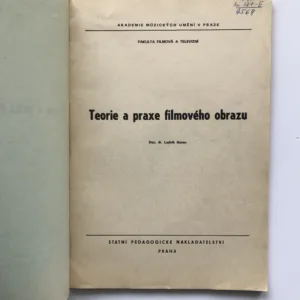 AKADEMIE MÚZICKÝCH UMĚNÍ V PRAZE
FAKULTA FILMOVÁ A TELEVIZNÍ
Teorie a praxe filmového obrazu
Doc. dr. Ludvík Baran
STÁTNÍ PEDAGOGICKÉ NAKLADATELSTVÍ
PRAHA